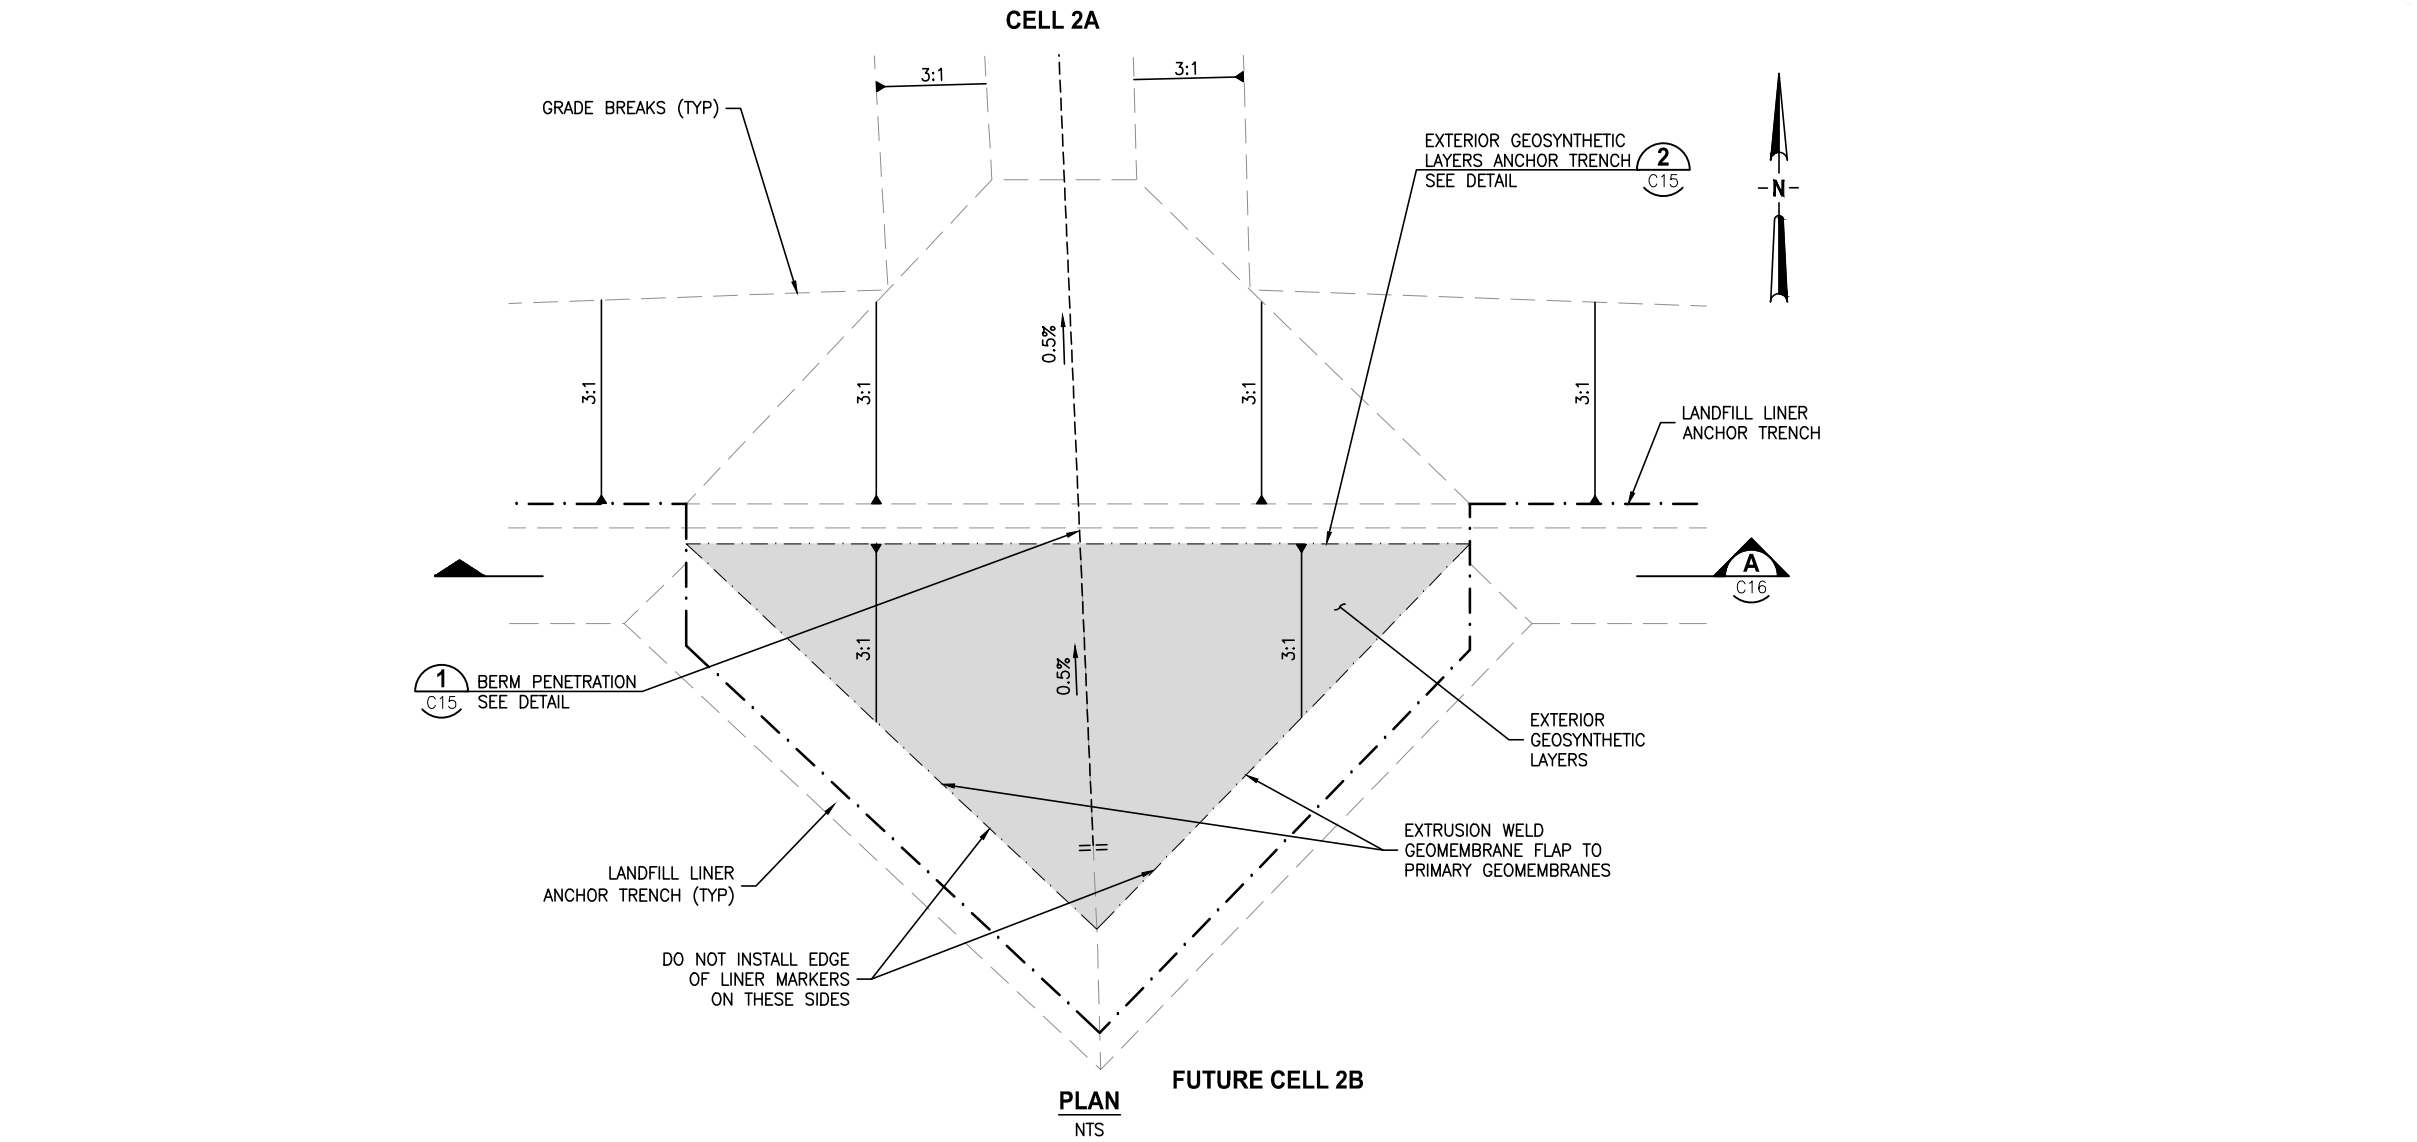 CELL 2A
3:1
3:1
GRADE BREAKS (TYP)
EXTERIOR GEOSYNTHETIC
LAYERS ANCHOR TRENCH
SEE DETAIL
2
C15
N
0.5%
3:1
3:1
3:1
3:1
LANDFILL LINER
ANCHOR TRENCH
A
C16
1
C15
BERM PENETRATION
SEE DETAIL
3:1
0.5%
3:1
EXTERIOR
GEOSYNTHETIC
LAYERS
EXTRUSION WELD
GEOMEMBRANE FLAP TO
PRIMARY GEOMEMBRANES
LANDFILL LINER
ANCHOR TRENCH (TYP)
DO NOT INSTALL EDGE
OF LINER MARKERS
ON THESE SIDES
FUTURE CELL 2B
PLAN
NTS